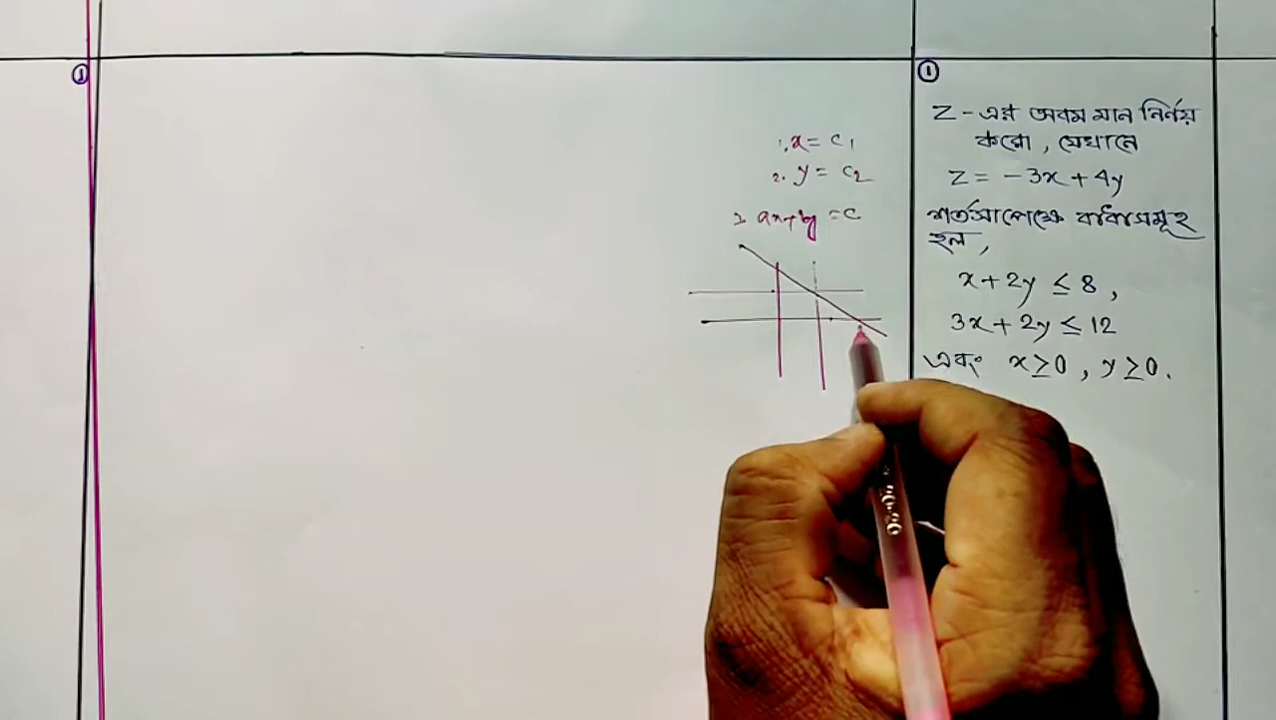 ①
1. x = c₁
2. y = c₂
3. ax+by = c
①
Z-এর অবম মান নির্ণয়
করো, যেখানে
Z = -3x + 4y
শর্তসাপেক্ষে বাধাসমূহ
হল,
x + 2y ≤ 8,
3x + 2y ≤ 12
এবং x ≥ 0, y ≥ 0.